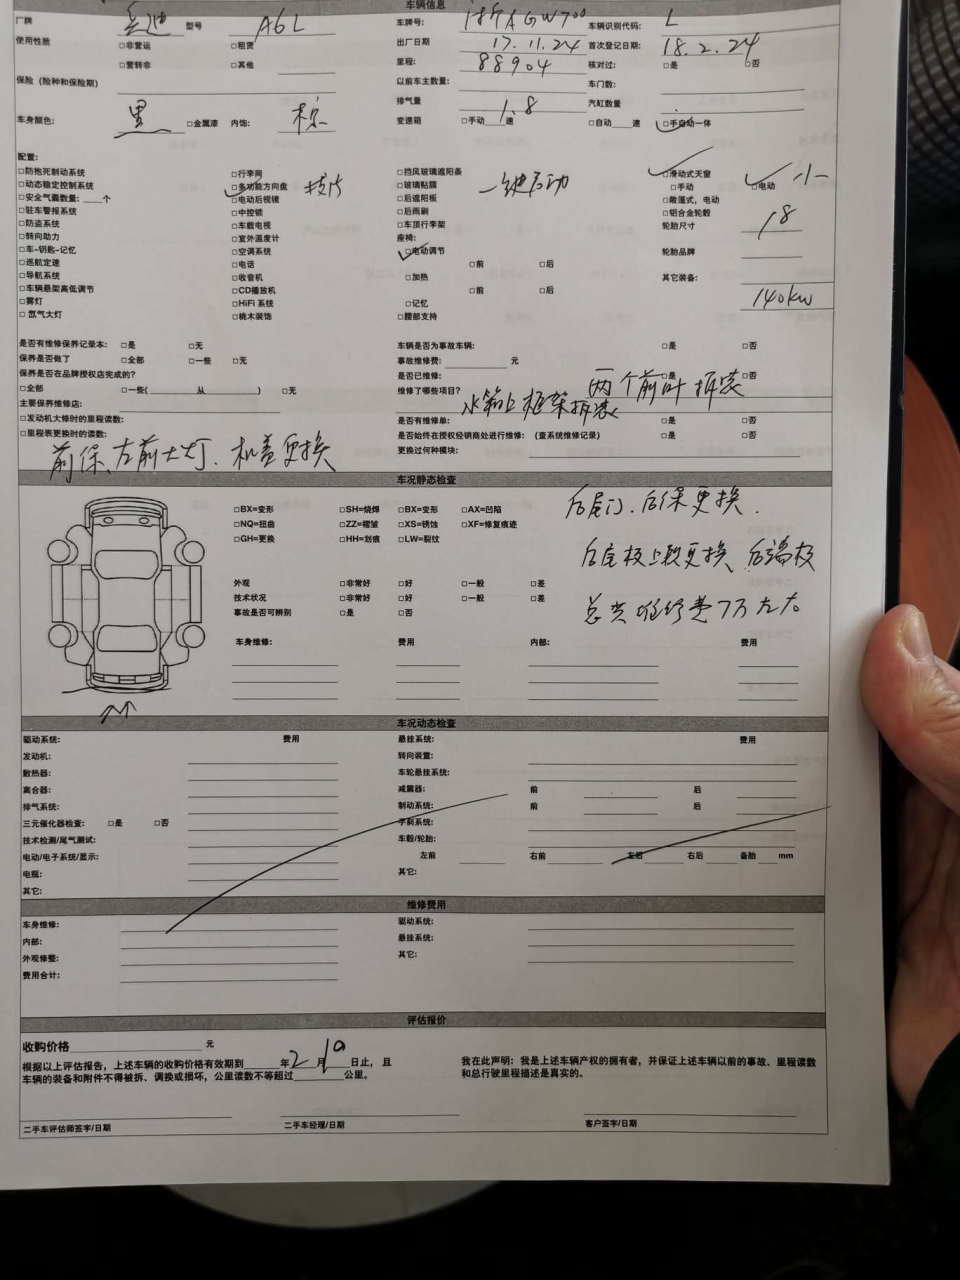 车辆信息
厂牌 奥迪 型号 A6L 车牌号: 浙A GW700 车辆识别代码: L
使用性质 □非营运 □租赁 出厂日期 17.11.24 首次登记日期: 18.2.24
□营转非 □其他 里程: 88904 核对过: □是 □否
保险（险种和保险期） 以前车主数量: 车门数:
排气量 1.8 汽缸数量
车身颜色: 黑 □金属漆 内饰: 棕 变速箱 □手动 速 □自动 速 □手自动一体
配置:
□防抱死制动系统 □行李网 □挡风玻璃遮阳条 □滑动式天窗
□动态稳定控制系统 □多功能方向盘 拨片 □玻璃贴膜 一键启动 □手动 □电动 小
□安全气囊数量: 个 □电动后视镜 □后遮阳板 □敞篷式，电动
□驻车警报系统 □中控锁 □后雨刷 □铝合金轮毂
□防盗系统 □车载电视 □车顶行李架 轮胎尺寸 18
□转向助力 □室外温度计 座椅:
□车-钥匙-记忆 □空调系统 □电动调节 轮胎品牌
□巡航定速 □电话 □前 □后
□导航系统 □收音机 □加热 其它装备:
□车辆悬架高低调节 □CD播放机 □前 □后 140kw
□雾灯 □HiFi 系统 □记忆
□氙气大灯 □桃木装饰 □腰部支持
是否有维修保养记录本: □是 □无 车辆是否为事故车辆: □是 □否
保养是否做了 □全部 □一些 □无 事故维修费: 元
保养是否在品牌授权店完成的? 是否已维修: □是 □否
□全部 □一些( 从 ) □无 维修了哪些项目? 两个前叶拆装
主要保养维修店: 水箱上框架拆装
□发动机大修时的里程读数: 是否有维修单: □是 □否
□里程表更换时的读数: 是否始终在授权经销商处进行维修: （查系统维修记录） □是 □否
前保、左前大灯、机盖更换 更换过何种模块:
车况静态检查
□BX=变形 □SH=烧焊 □BX=变形 □AX=凹陷 后尾门、后保更换.
□NQ=扭曲 □ZZ=褶皱 □XS=锈蚀 □XF=修复痕迹
□GH=更换 □HH=划痕 □LW=裂纹
后尾板上段更换、后端板
外观 □非常好 □好 □一般 □差
技术状况 □非常好 □好 □一般 □差
事故是否可辨别 □是 □否 总共维修费7万左右
车身维修: 费用 内部: 费用
车况动态检查
驱动系统: 费用 悬挂系统: 费用
发动机: 转向装置:
散热器: 车轮悬挂系统:
离合器: 减震器: 前 后
排气系统: 制动系统: 前 后
三元催化器检查: □是 □否 手刹系统:
技术检测/尾气测试: 车毂/轮胎:
电动/电子系统/显示: 左前 右前 左后 右后 备胎 mm
电瓶: 其它:
其它:
维修费用
车身维修: 驱动系统:
内部: 悬挂系统:
外观修整: 其它:
费用合计:
评估报价
收购价格 元
根据以上评估报告，上述车辆的收购价格有效期到 年 2 月 10 日止，且 我在此声明: 我是上述车辆产权的拥有者，并保证上述车辆以前的事故、里程读数
车辆的装备和附件不得被拆、调换或损坏，公里读数不等超过 公里。 和总行驶里程描述是真实的。
二手车评估师签字/日期 二手车经理/日期 客户签字/日期